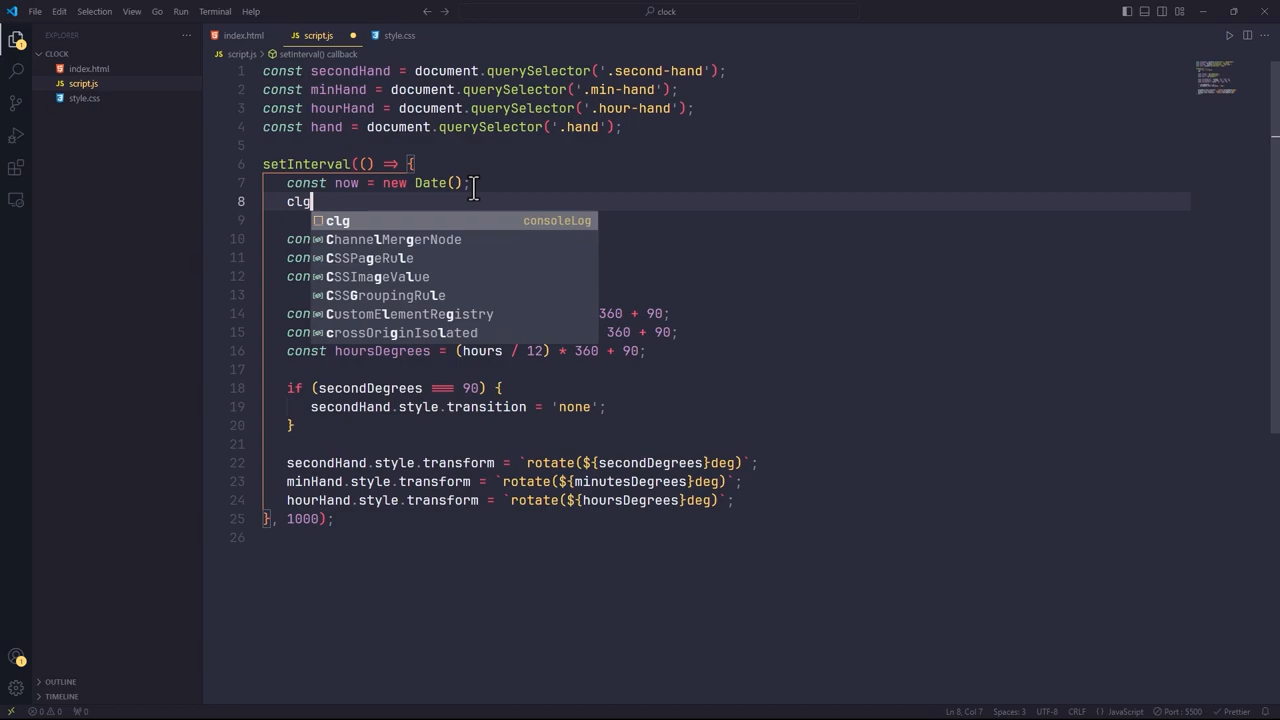 File Edit Selection View Go Run Terminal Help
clock
EXPLORER
index.html
script.js
style.css
CLOCK
script.js
setInterval() callback
index.html
script.js
style.css
1 const secondHand = document.querySelector('.second-hand');
2 const minHand = document.querySelector('.min-hand');
3 const hourHand = document.querySelector('.hour-hand');
4 const hand = document.querySelector('.hand');
5
6 setInterval(() => {
7 const now = new Date();
8 clg
clg consoleLog
9
ChannelMergerNode
10 con
CSSPageRule
11 con
CSSImageValue
12 con
CSSGroupingRule
13
CustomElementRegistry
14 con 360 + 90;
crossOriginIsolated
15 con 360 + 90;
16 const hoursDegrees = (hours / 12) * 360 + 90;
17
18 if (secondDegrees === 90) {
19 secondHand.style.transition = 'none';
20 }
21
22 secondHand.style.transform = `rotate(${secondDegrees}deg)`;
23 minHand.style.transform = `rotate(${minutesDegrees}deg)`;
24 hourHand.style.transform = `rotate(${hoursDegrees}deg)`;
25 }, 1000);
26
1
1
OUTLINE
TIMELINE
0 0 0 Ln 8, Col 7 Spaces: 3 UTF-8 CRLF {} JavaScript Port : 5500 Prettier